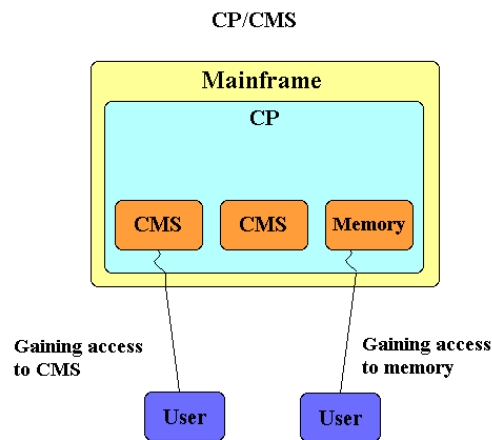 CP/CMS
Mainframe
CP
CMS
CMS
Memory
Gaining access
to CMS
Gaining access
to memory
User
User